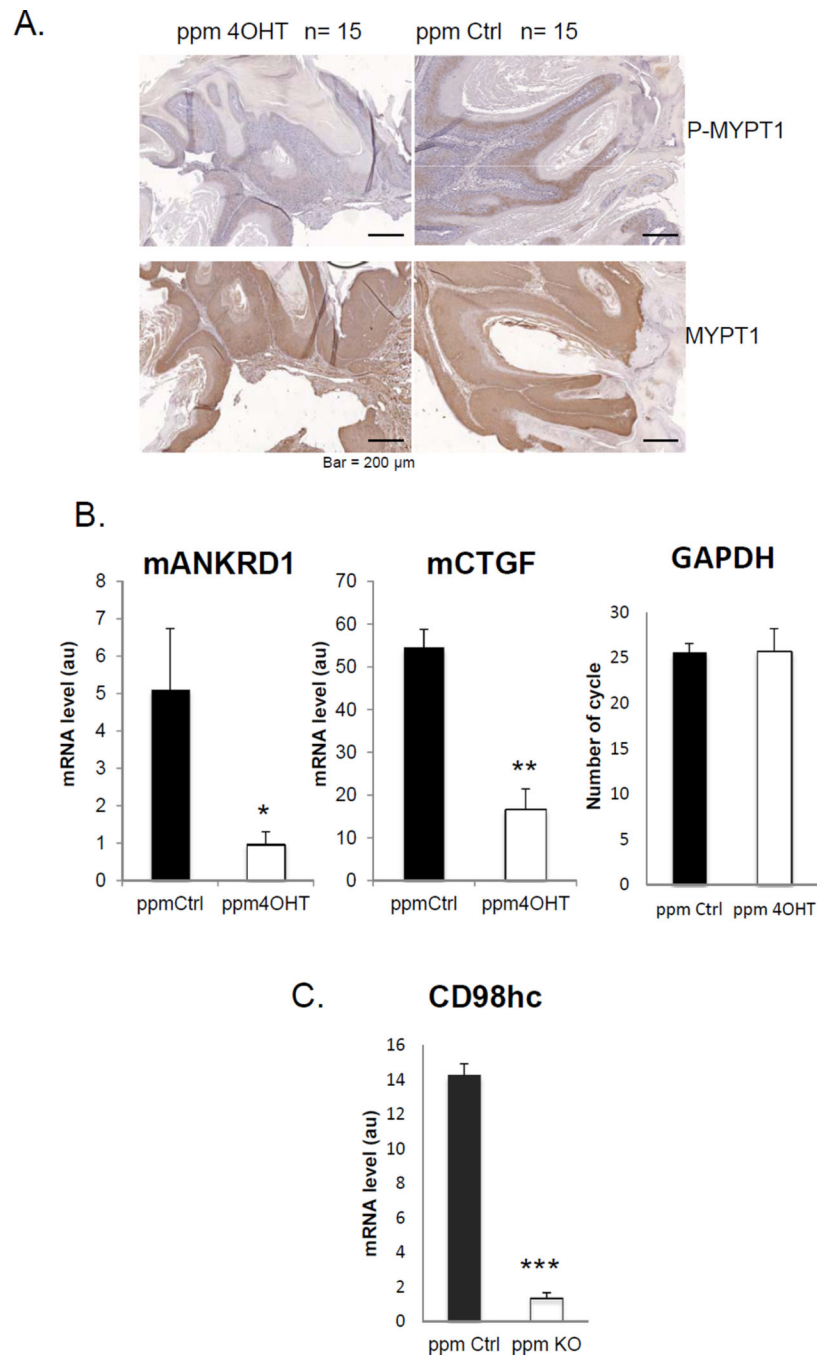 A.
ppm 4OHT n= 15
ppm Ctrl n= 15
P-MYPT1
MYPT1
Bar = 200 µm
B.
mANKRD1
mRNA level (au)
8
7
6
5
4
3
2
1
0
*
ppmCtrl ppm4OHT
mCTGF
mRNA level (au)
70
60
50
40
30
20
10
0
**
ppmCtrl ppm4OHT
GAPDH
Number of cycle
30
25
20
15
10
5
0
ppm Ctrl ppm 4OHT
C.
CD98hc
mRNA level (au)
16
14
12
10
8
6
4
2
0
***
ppm Ctrl ppm KO